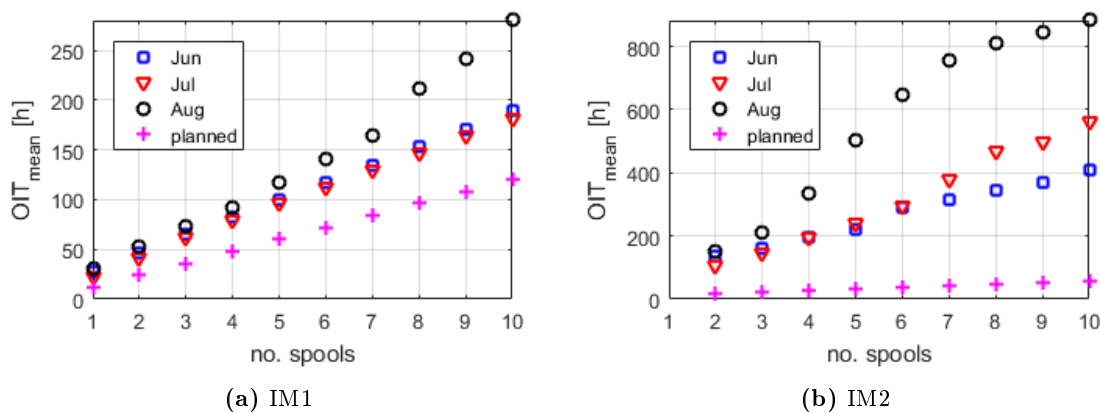 OIT_mean [h]
250
200
150
100
50
0
Jun
Jul
Aug
planned
1 2 3 4 5 6 7 8 9 10
no. spools
(a) IM1
OIT_mean [h]
800
600
400
200
0
Jun
Jul
Aug
planned
1 2 3 4 5 6 7 8 9 10
no. spools
(b) IM2